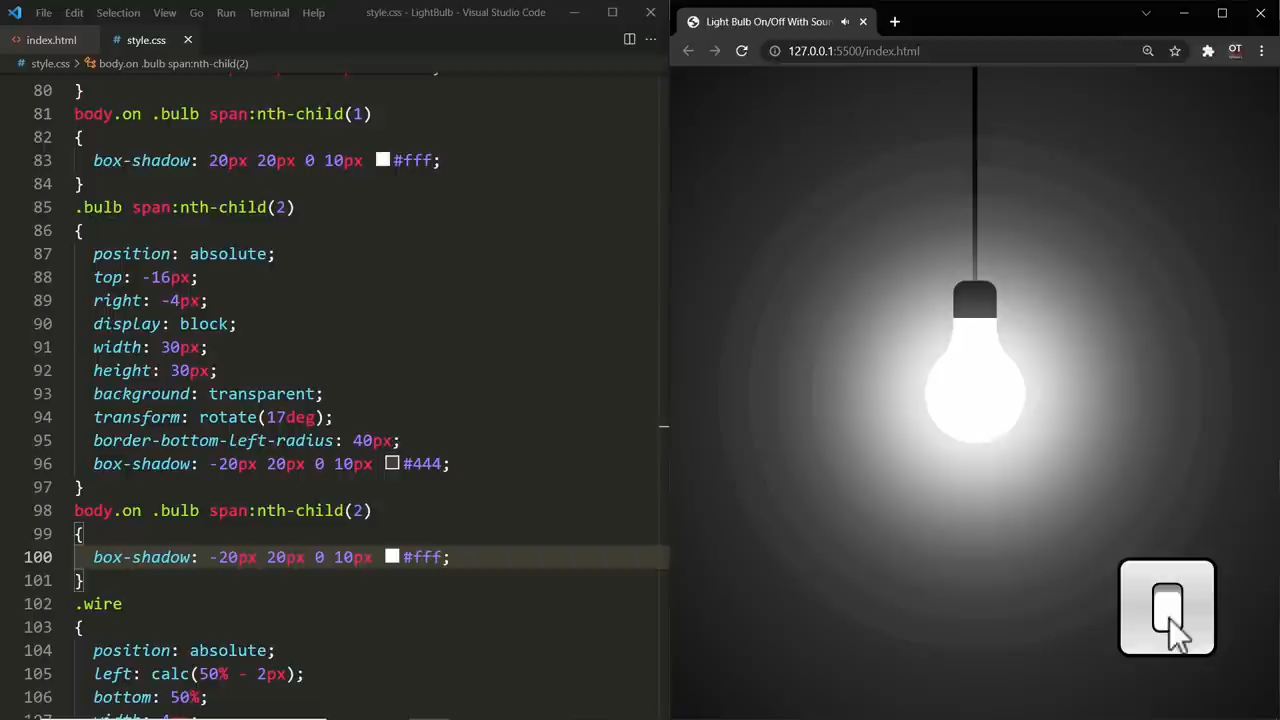 File Edit Selection View Go Run Terminal Help style.css - LightBulb - Visual Studio Code
index.html style.css
style.css > body.on .bulb span:nth-child(2)
80 }
81 body.on .bulb span:nth-child(1)
82 {
83 box-shadow: 20px 20px 0 10px #fff;
84 }
85 .bulb span:nth-child(2)
86 {
87 position: absolute;
88 top: -16px;
89 right: -4px;
90 display: block;
91 width: 30px;
92 height: 30px;
93 background: transparent;
94 transform: rotate(17deg);
95 border-bottom-left-radius: 40px;
96 box-shadow: -20px 20px 0 10px #444;
97 }
98 body.on .bulb span:nth-child(2)
99 {
100 box-shadow: -20px 20px 0 10px #fff;
101 }
102 .wire
103 {
104 position: absolute;
105 left: calc(50% - 2px);
106 bottom: 50%;
Light Bulb On/Off With Soun
127.0.0.1:5500/index.html
OT